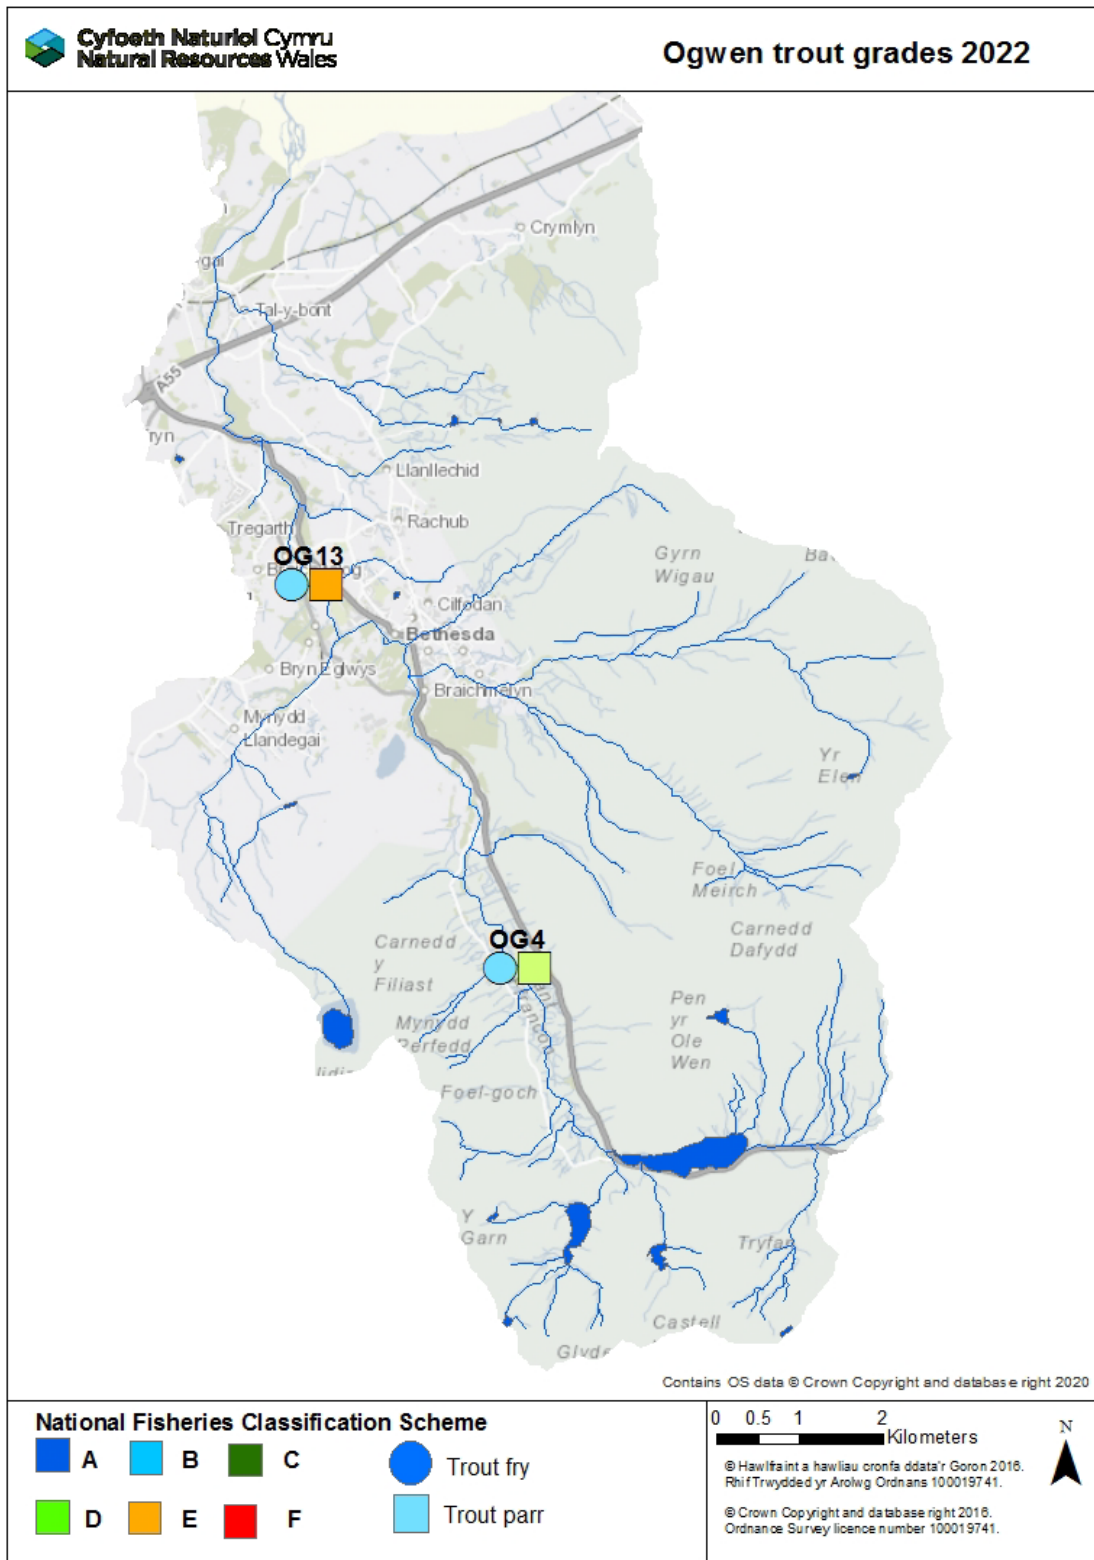 Cyfoeth Naturiol Cymru
Natural Resources Wales
Ogwen trout grades 2022
Crymlyn
Tal-y-bont
A55
Llanllechid
Rachub
Tregarth
OG13
Gyrn
Wigau
Cilfodan
Bethesda
Bryn Eglwys
Braichmelyn
Mynydd
Llandegai
Yr
Elen
Foel
Meirch
Carnedd
Dafydd
OG4
Carnedd
y
Filiast
Mynydd
Perfedd
Pen
yr
Ole
Wen
Foel-goch
Y
Garn
Tryfan
Castell
Contains OS data © Crown Copyright and database right 2020
National Fisheries Classification Scheme
A B C
D E F
Trout fry
Trout parr
0 0.5 1 2
Kilometers
N
© Hawlfraint a hawliau cronfa ddata'r Goron 2016.
Rhif Trwydded yr Arolwg Ordnans 100019741.
© Crown Copyright and database right 2016.
Ordnance Survey licence number 100019741.